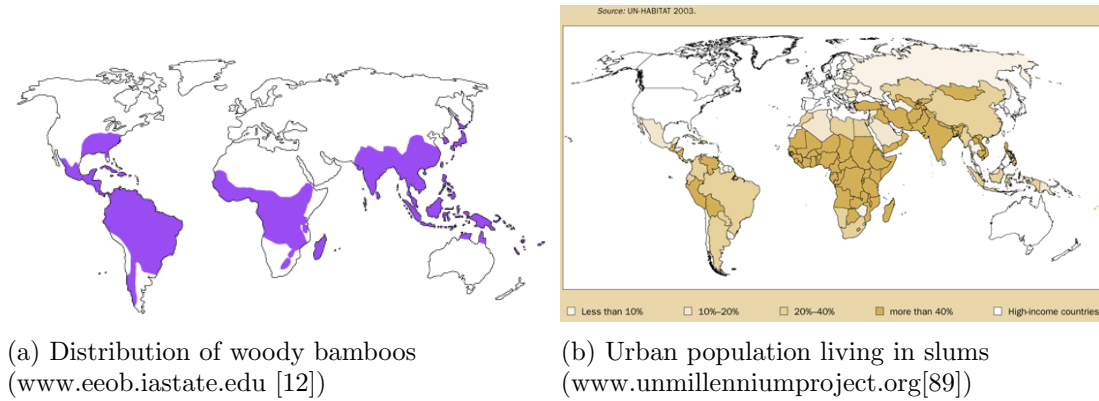 Source: UN-HABITAT 2003.
Less than 10% 10%–20% 20%–40% more than 40% High-income countries
(a) Distribution of woody bamboos
(www.eeob.iastate.edu [12])
(b) Urban population living in slums
(www.unmillenniumproject.org[89])